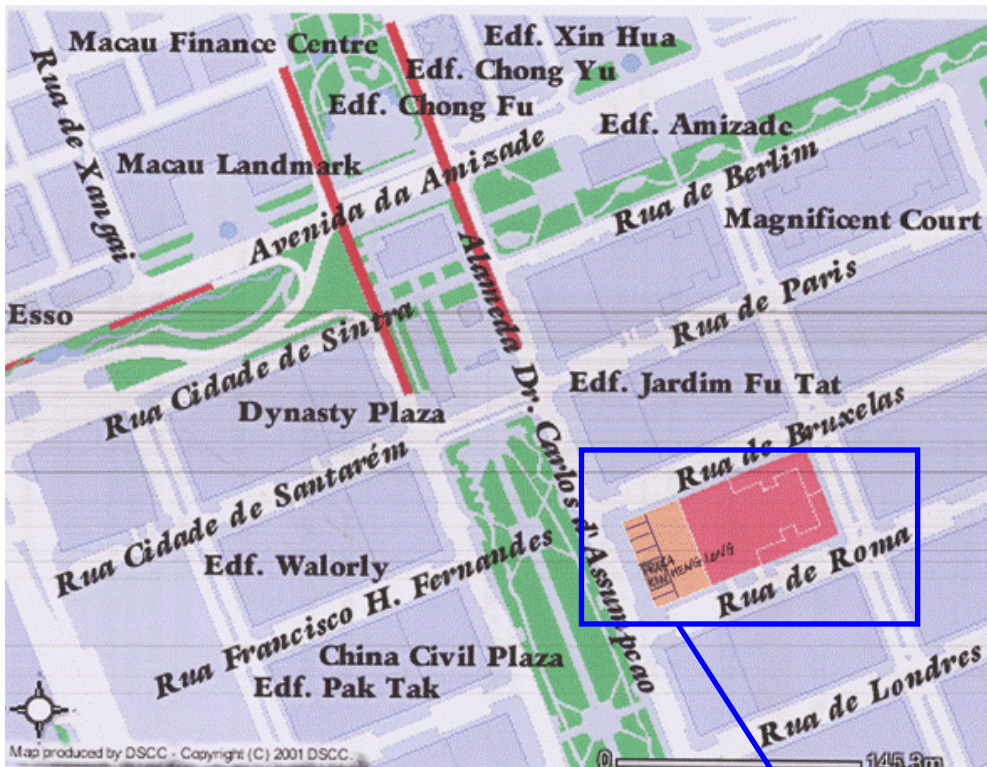 Macau Finance Centre
Edf. Xin Hua
Edf. Chong Yu
Edf. Chong Fu
Rua de Xangai
Macau Landmark
Edf. Amizade
Avenida da Amizade
Rua de Berlim
Magnificent Court
Esso
Rua Cidade de Sintra
Alameda Dr. Carlos d'Assumpcao
Rua de Paris
Dynasty Plaza
Edf. Jardim Fu Tat
Rua Cidade de Santarém
Rua de Bruxelas
Edf. Walorly
Rua Francisco H. Fernandes
HENG LONG
Rua de Roma
China Civil Plaza
Edf. Pak Tak
Rua de Londres
Map produced by DSCC - Copyright (C) 2001 DSCC.
0 145.3m